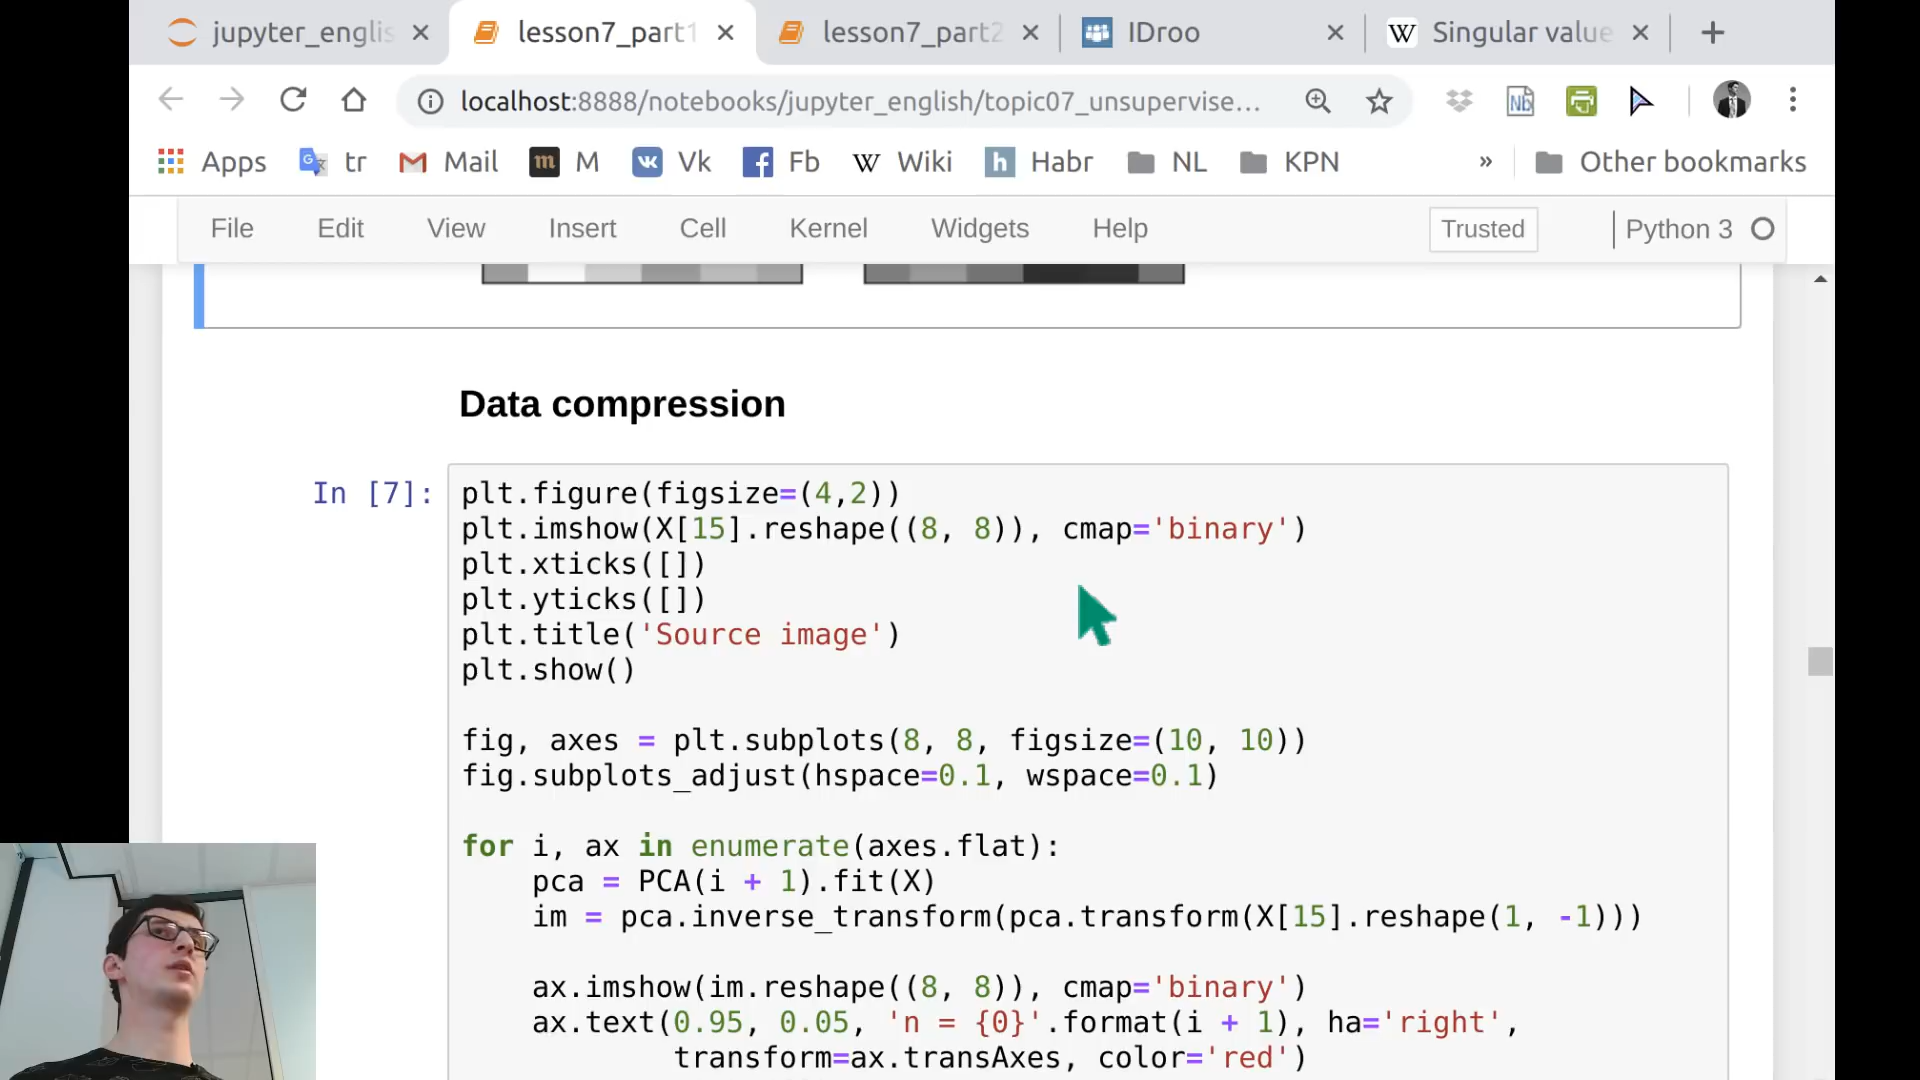 jupyter_englis
lesson7_part1
lesson7_part2
IDroo
Singular value
localhost:8888/notebooks/jupyter_english/topic07_unsupervise...
Apps tr Mail M Vk Fb Wiki Habr NL KPN » Other bookmarks
File Edit View Insert Cell Kernel Widgets Help Trusted Python 3
Data compression
In [7]:
plt.figure(figsize=(4,2))
plt.imshow(X[15].reshape((8, 8)), cmap='binary')
plt.xticks([])
plt.yticks([])
plt.title('Source image')
plt.show()
fig, axes = plt.subplots(8, 8, figsize=(10, 10))
fig.subplots_adjust(hspace=0.1, wspace=0.1)
for i, ax in enumerate(axes.flat):
pca = PCA(i + 1).fit(X)
im = pca.inverse_transform(pca.transform(X[15].reshape(1, -1)))
ax.imshow(im.reshape((8, 8)), cmap='binary')
ax.text(0.95, 0.05, 'n = {0}'.format(i + 1), ha='right',
transform=ax.transAxes, color='red')